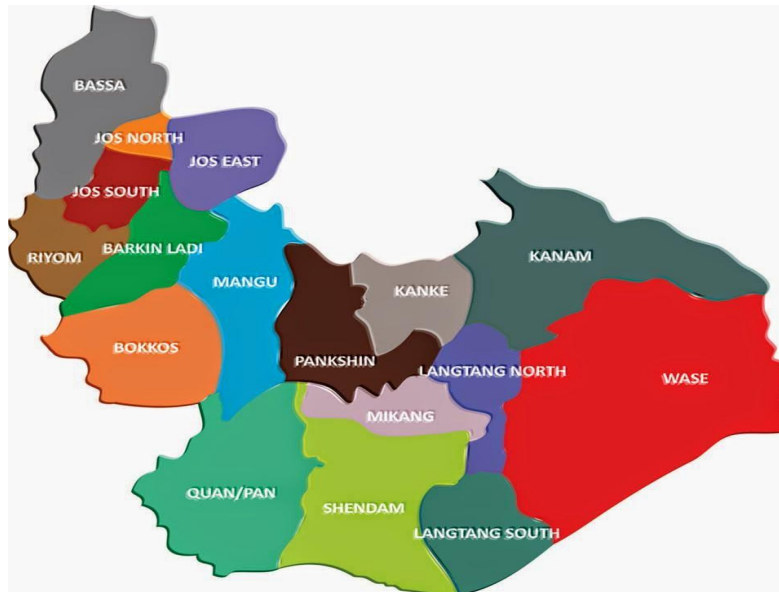 BASSA
JOS NORTH
JOS EAST
JOS SOUTH
RIYOM
BARKIN LADI
MANGU
KANKE
KANAM
BOKKOS
PANKSHIN
LANGTANG NORTH
WASE
MIKANG
QUAN/PAN
SHENDAM
LANGTANG SOUTH